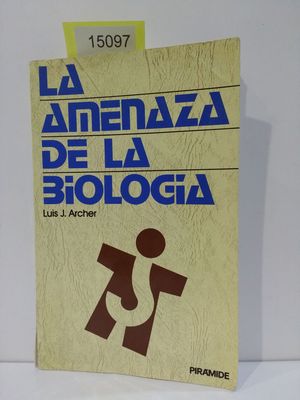 15097
LA
AMENAZA
DE LA
BIOLOGIA
Luis J. Archer
PIRAMIDE